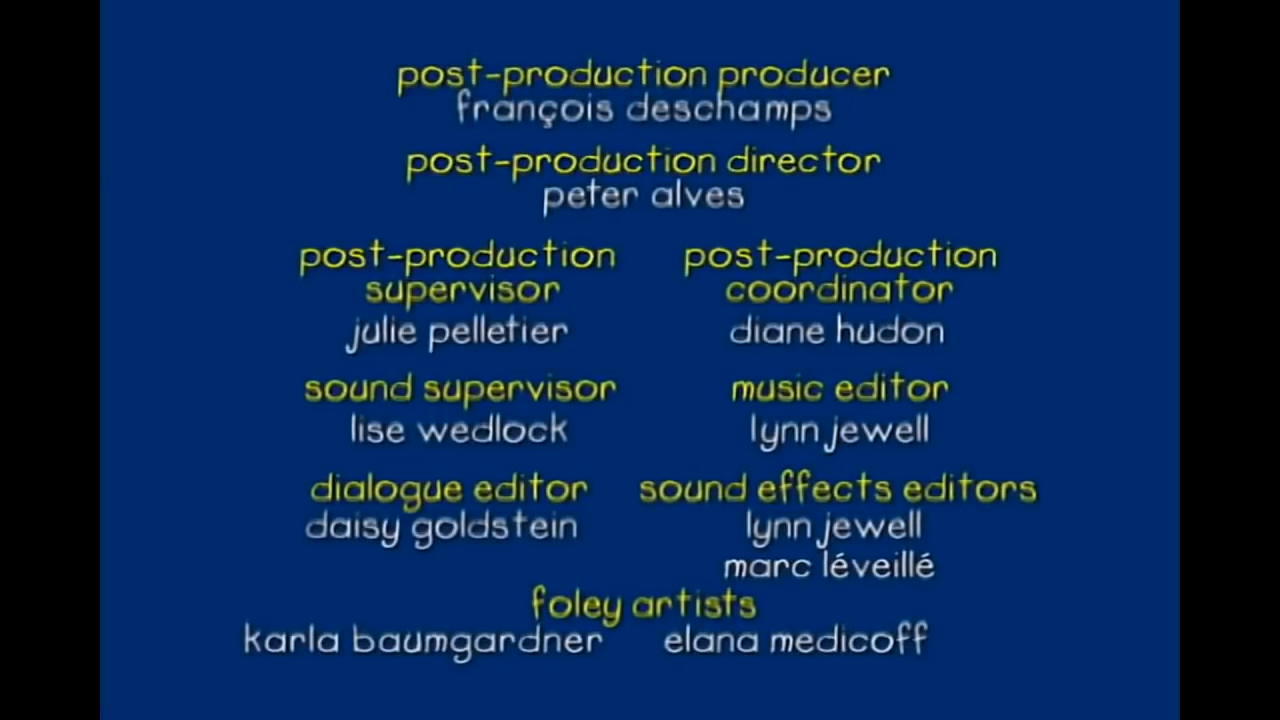 post-production producer
françois deschamps
post-production director
peter alves
post-production
supervisor
julie pelletier
post-production
coordinator
diane hudon
sound supervisor
lise wedlock
music editor
lynn jewell
dialogue editor
daisy goldstein
sound effects editors
lynn jewell
marc léveillé
foley artists
karla baumgardner elana medicoff